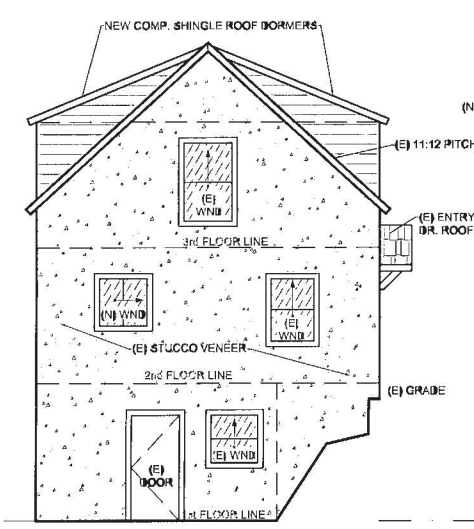 NEW COMP. SHINGLE ROOF DORMERS
(N
(E) 11:12 PITCH
(E)
WND
(E) ENTRY
DR. ROOF
3rd FLOOR LINE
(N) WND
(E)
WND
(E) STUCCO VENEER
2nd FLOOR LINE
(E) GRADE
(E) WND
(E)
DOOR
1st FLOOR LINE